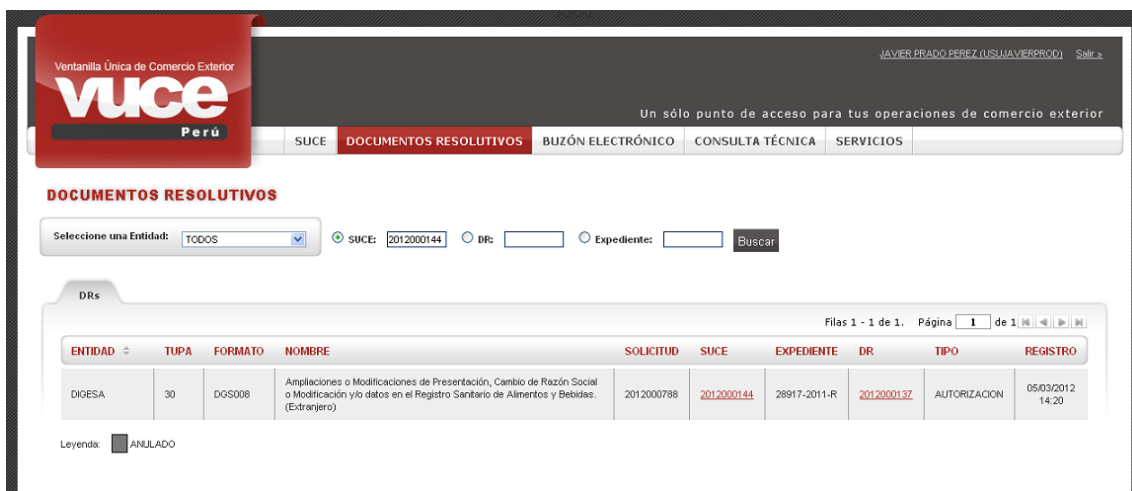 JAVIER PRADO PEREZ (USUJAVIERPROD) Salir »
Ventanilla Única de Comercio Exterior
vuce
Perú
Un sólo punto de acceso para tus operaciones de comercio exterior
SUCE DOCUMENTOS RESOLUTIVOS BUZÓN ELECTRÓNICO CONSULTA TÉCNICA SERVICIOS
DOCUMENTOS RESOLUTIVOS
Seleccione una Entidad: TODOS SUCE: 2012000144 DR: Expediente: Buscar
DRs
Filas 1 - 1 de 1. Página 1 de 1
ENTIDAD TUPA FORMATO NOMBRE SOLICITUD SUCE EXPEDIENTE DR TIPO REGISTRO
DIGESA 30 DGS008 Ampliaciones o Modificaciones de Presentación, Cambio de Razón Social
o Modificación y/o datos en el Registro Sanitario de Alimentos y Bebidas.
(Extranjero)
2012000788 2012000144 28917-2011-R 2012000137 AUTORIZACION 05/03/2012
14:20
Leyenda: ANULADO